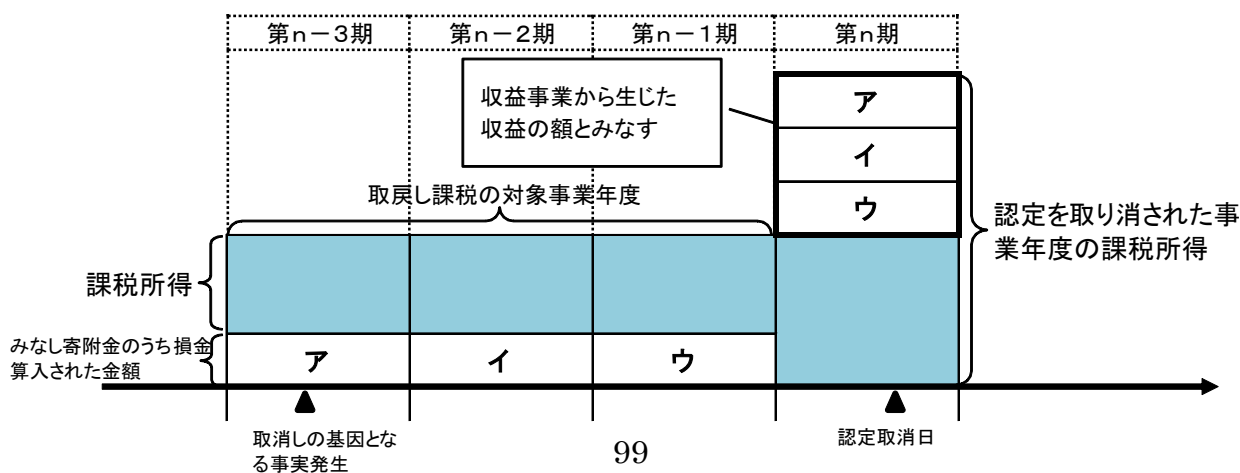 第n-3期
第n-2期
第n-1期
第n期
収益事業から生じた
収益の額とみなす
ア
イ
ウ
取戻し課税の対象事業年度
認定を取り消された事
業年度の課税所得
課税所得
みなし寄附金のうち損金
算入された金額
ア
イ
ウ
取消しの基因とな
る事実発生
認定取消日
99